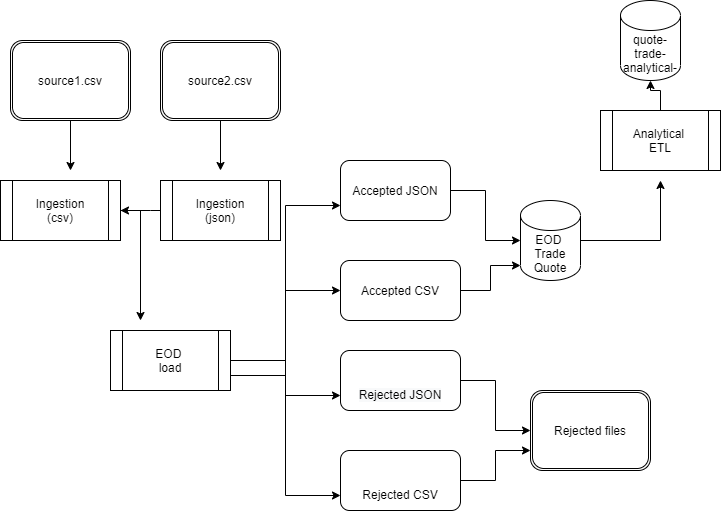 source1.csv
source2.csv
quote-
trade-
analytical-
Analytical
ETL
Ingestion
(csv)
Ingestion
(json)
Accepted JSON
EOD
Trade
Quote
Accepted CSV
EOD
load
Rejected JSON
Rejected files
Rejected CSV